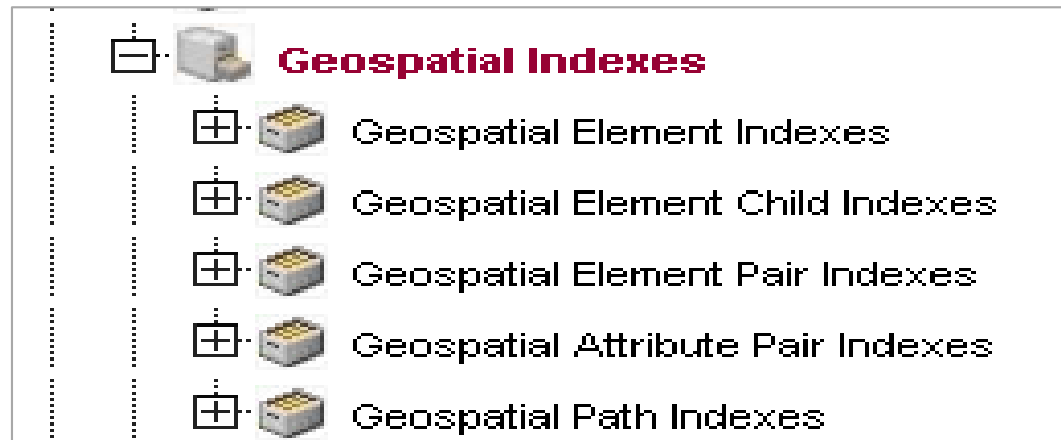 Geospatial Indexes
Geospatial Element Indexes
Geospatial Element Child Indexes
Geospatial Element Pair Indexes
Geospatial Attribute Pair Indexes
Geospatial Path Indexes